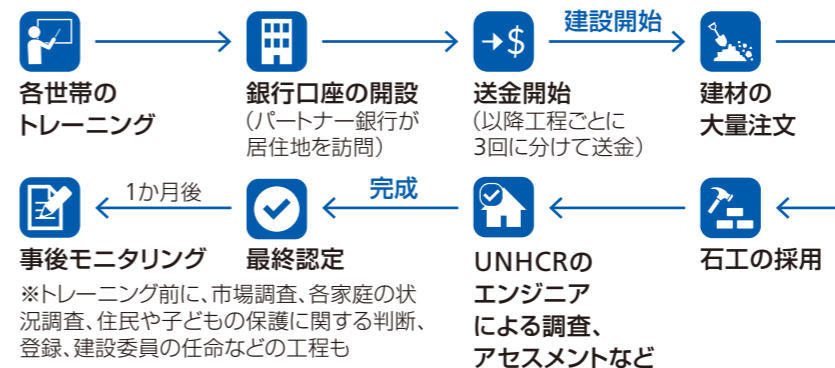 各世帯の
トレーニング
銀行口座の開設
（パートナー銀行が
居住地を訪問）
→$
送金開始
（以降工程ごとに
3回に分けて送金）
建設開始
建材の
大量注文
石工の採用
UNHCRの
エンジニア
による調査、
アセスメントなど
完成
最終認定
1か月後
事後モニタリング
※トレーニング前に、市場調査、各家庭の状
況調査、住民や子どもの保護に関する判断、
登録、建設委員の任命などの工程も